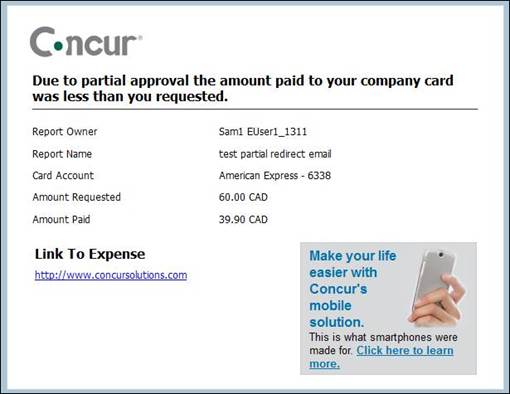 Concur®
Due to partial approval the amount paid to your company card
was less than you requested.
Report Owner Sam1 EUser1_1311
Report Name test partial redirect email
Card Account American Express - 6338
Amount Requested 60.00 CAD
Amount Paid 39.90 CAD
Link To Expense
http://www.concursolutions.com
Make your life
easier with
Concur's
mobile
solution.
This is what smartphones were
made for. Click here to learn
more.